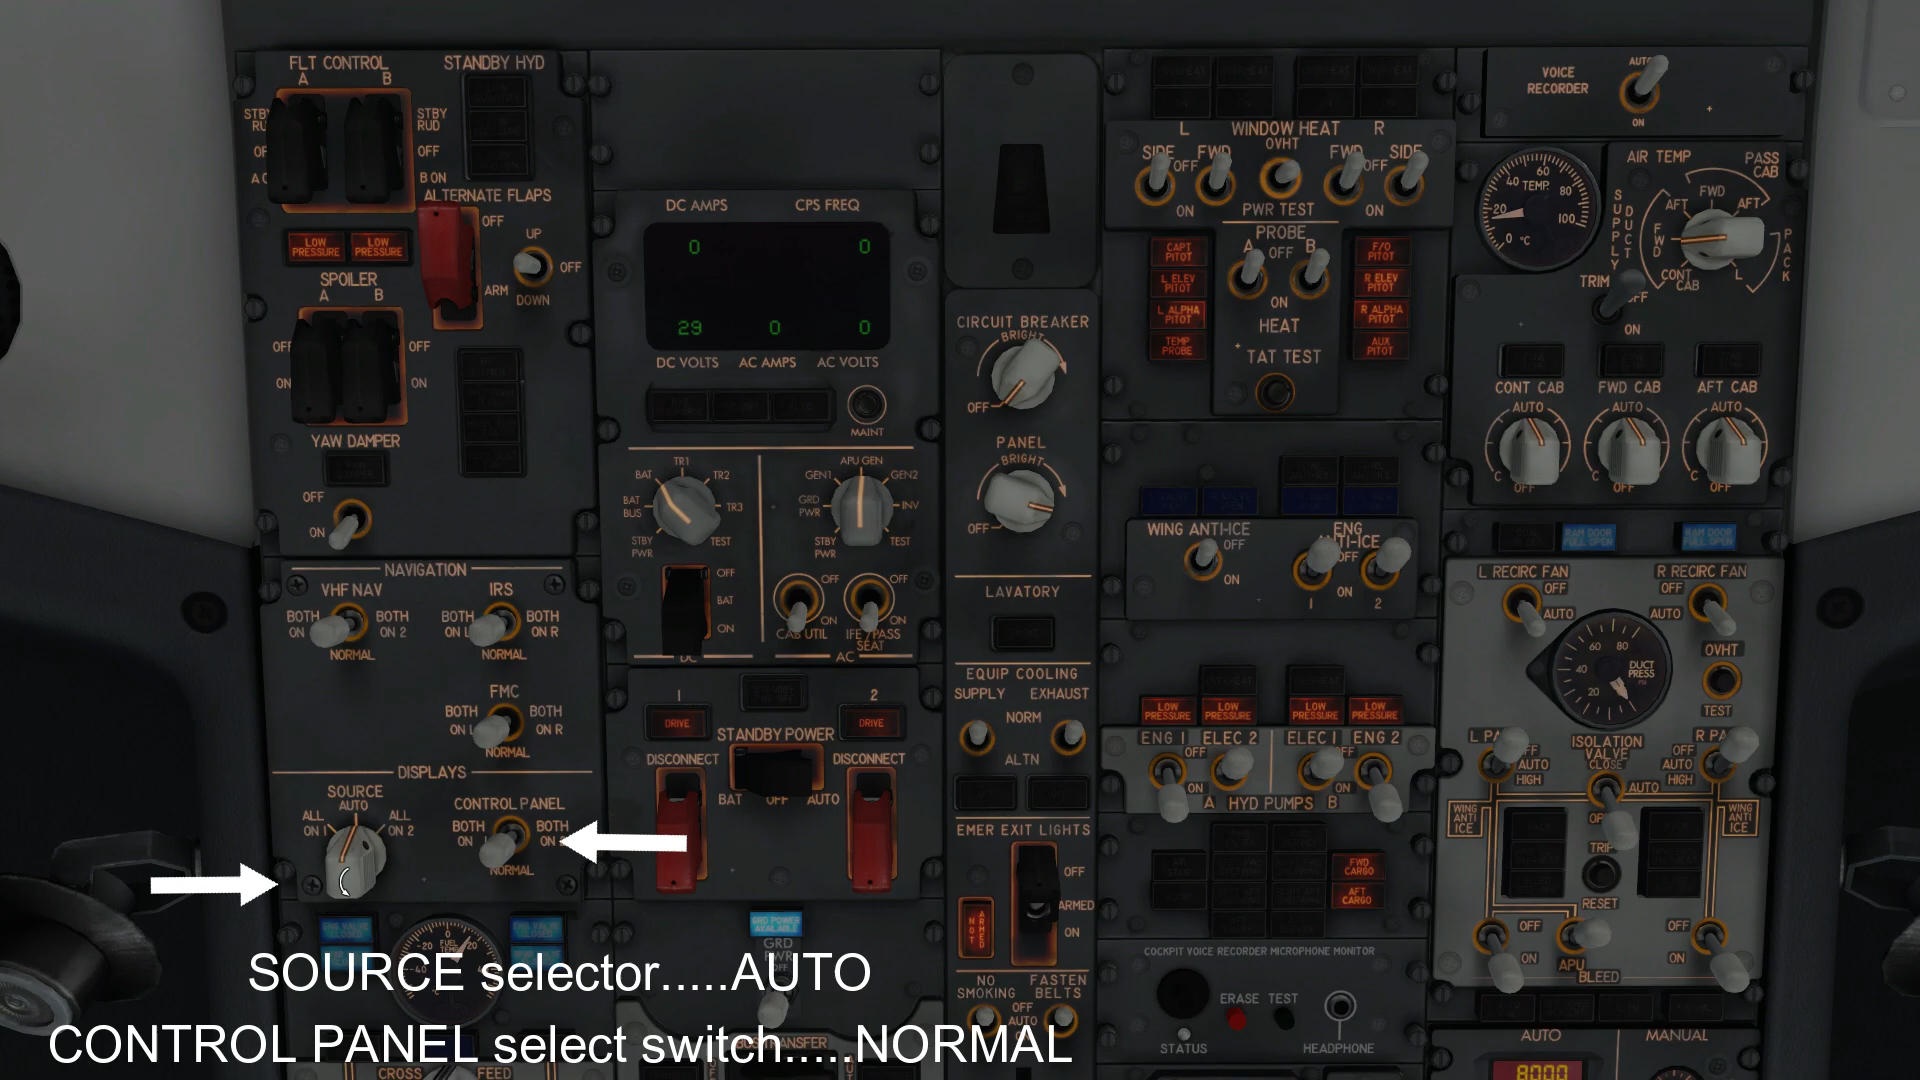 FLT CONTROL
A B
STANDBY HYD
STBY
RUD
OFF
B ON
ALTERNATE FLAPS
OFF
UP
OFF
ARM
DOWN
LOW
PRESSURE
LOW
PRESSURE
SPOILER
A B
OFF
ON
OFF
ON
YAW DAMPER
OFF
ON
NAVIGATION
VHF NAV
BOTH
ON
BOTH
ON 2
NORMAL
IRS
BOTH
ON L
BOTH
ON R
NORMAL
FMC
BOTH
ON L
BOTH
ON R
NORMAL
DISPLAYS
SOURCE
AUTO
ALL
ON 1
ALL
ON 2
CONTROL PANEL
BOTH
ON
BOTH
ON 2
NORMAL
DC AMPS CPS FREQ
0 0
29 0 0
DC VOLTS AC AMPS AC VOLTS
MAINT
TR1
BAT TR2
BAT
BUS
TR3
STBY
PWR
TEST
APU GEN
GEN1 GEN2
GRD
PWR
INV
STBY
PWR
TEST
OFF
BAT
ON
DC
OFF
ON
CAB UTIL
OFF
ON
IFE/PASS
SEAT
AC
1 2
DRIVE DRIVE
STANDBY POWER
DISCONNECT DISCONNECT
BAT OFF AUTO
GRD POWER
AVAILABLE
GRD
PWR
CIRCUIT BREAKER
BRIGHT
OFF
PANEL
BRIGHT
OFF
LAVATORY
EQUIP COOLING
SUPPLY EXHAUST
NORM
ALTN
EMER EXIT LIGHTS
OFF
ARMED
ON
NOT
ARMED
NO
SMOKING
FASTEN
BELTS
OFF
AUTO
L WINDOW HEAT R
OVHT
SIDE FWD FWD SIDE
OFF OFF
ON PWR TEST ON
PROBE
A OFF B
ON
HEAT
TAT TEST
CAPT
PITOT
L ELEV
PITOT
L ALPHA
PITOT
TEMP
PROBE
F/O
PITOT
R ELEV
PITOT
R ALPHA
PITOT
AUX
PITOT
WING ANTI-ICE
OFF
ON
ENG
ANTI-ICE
OFF
ON
1 2
LOW
PRESSURE
LOW
PRESSURE
LOW
PRESSURE
LOW
PRESSURE
ENG 1 ELEC 2 ELEC 1 ENG 2
OFF OFF
ON ON
A HYD PUMPS B
FWD
CARGO
AFT
CARGO
COCKPIT VOICE RECORDER MICROPHONE MONITOR
ERASE TEST
STATUS HEADPHONE
VOICE
RECORDER
AUTO
ON
60
40 TEMP. 80
20 100
0 °C
AIR TEMP
PASS
CAB
SUPPLY
DUCT
FWD
AFT AFT
FWD
CONT
CAB
L
PACK
TRIM
OFF
ON
CONT CAB FWD CAB AFT CAB
AUTO AUTO AUTO
C C C
OFF OFF OFF
RAM DOOR
FULL OPEN
RAM DOOR
FULL OPEN
L RECIRC FAN R RECIRC FAN
OFF OFF
AUTO AUTO
60 80
40
20
DUCT
PRESS
PSI
OVHT
TEST
OFF
AUTO
HIGH
ISOLATION
VALVE
CLOSE
AUTO
OFF
AUTO
HIGH
WING
ANTI
ICE
WING
ANTI
ICE
TRIP
RESET
OFF
ON
APU
BLEED
OFF
ON
AUTO MANUAL
8000
0
-20 FUEL 20
TEMP
-40
SOURCE selector.....AUTO
CONTROL PANEL select switch.....NORMAL
CROSS FEED